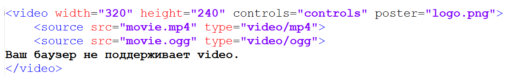 <video width="320" height="240" controls="controls" poster="logo.png">
<source src="movie.mp4" type="video/mp4">
<source src="movie.ogg" type="video/ogg">
Ваш баузер не поддерживает video.
</video>